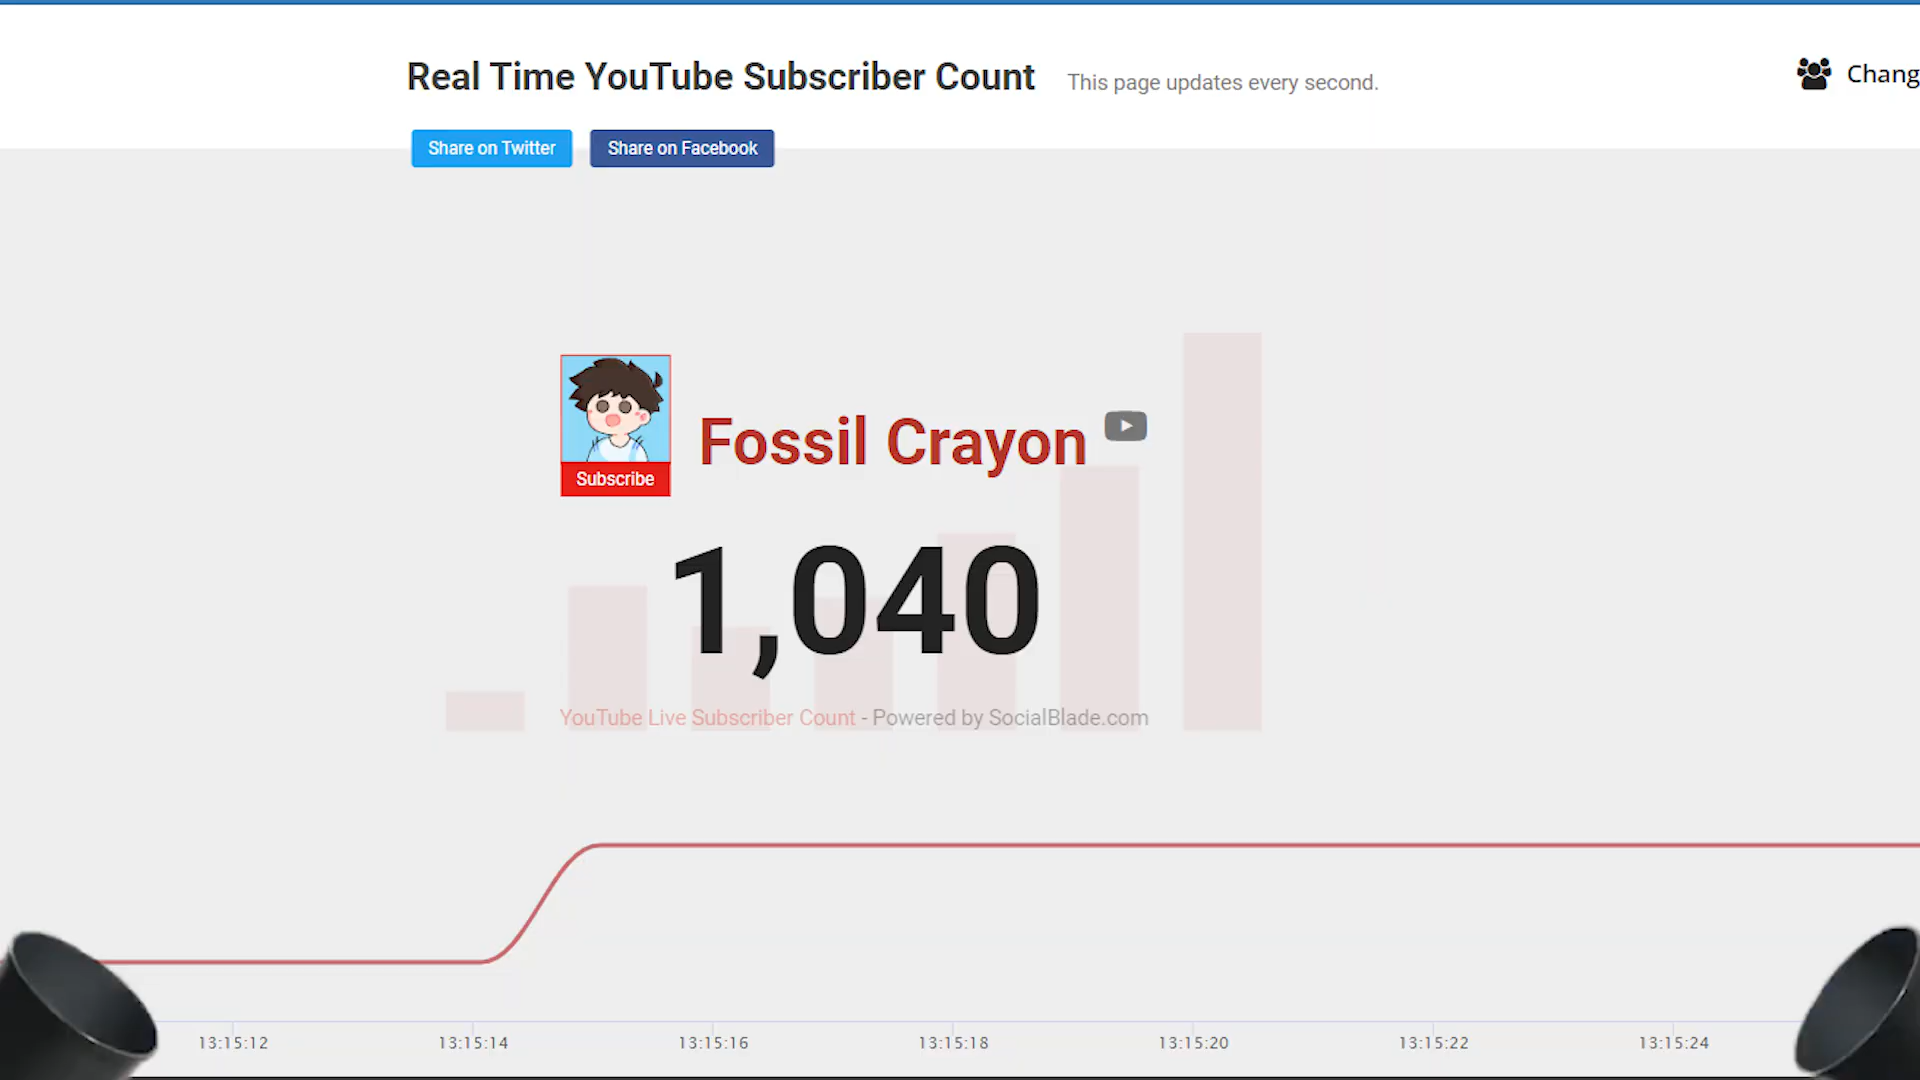 Real Time YouTube Subscriber Count This page updates every second.
Chang
Share on Twitter Share on Facebook
Fossil Crayon
Subscribe
1,040
YouTube Live Subscriber Count - Powered by SocialBlade.com
13:15:12 13:15:14 13:15:16 13:15:18 13:15:20 13:15:22 13:15:24